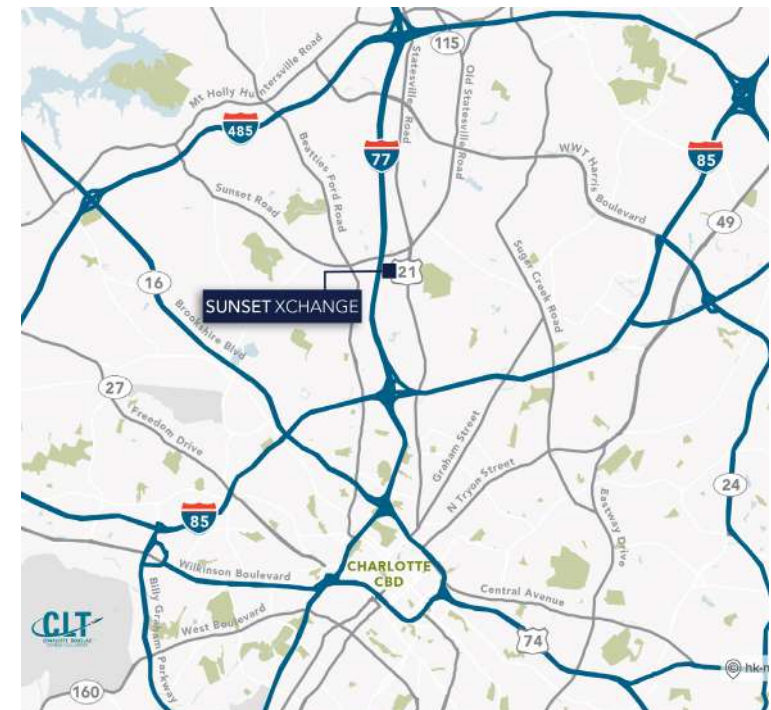 115
Statesville Road
Old Statesville Road
Mt Holly Huntersville Road
485
Beatties Ford Road
77
WWT Harris
Boulevard
85
Sunset Road
49
21
Sugar Creek Road
SUNSET XCHANGE
16
Brookshire Blvd
27
Freedom Drive
Graham Street
N Tryon Street
24
85
Eastway Drive
CHARLOTTE
CBD
Wilkinson Boulevard
Central Avenue
CLT
West Boulevard
Billy Graham Parkway
74
160